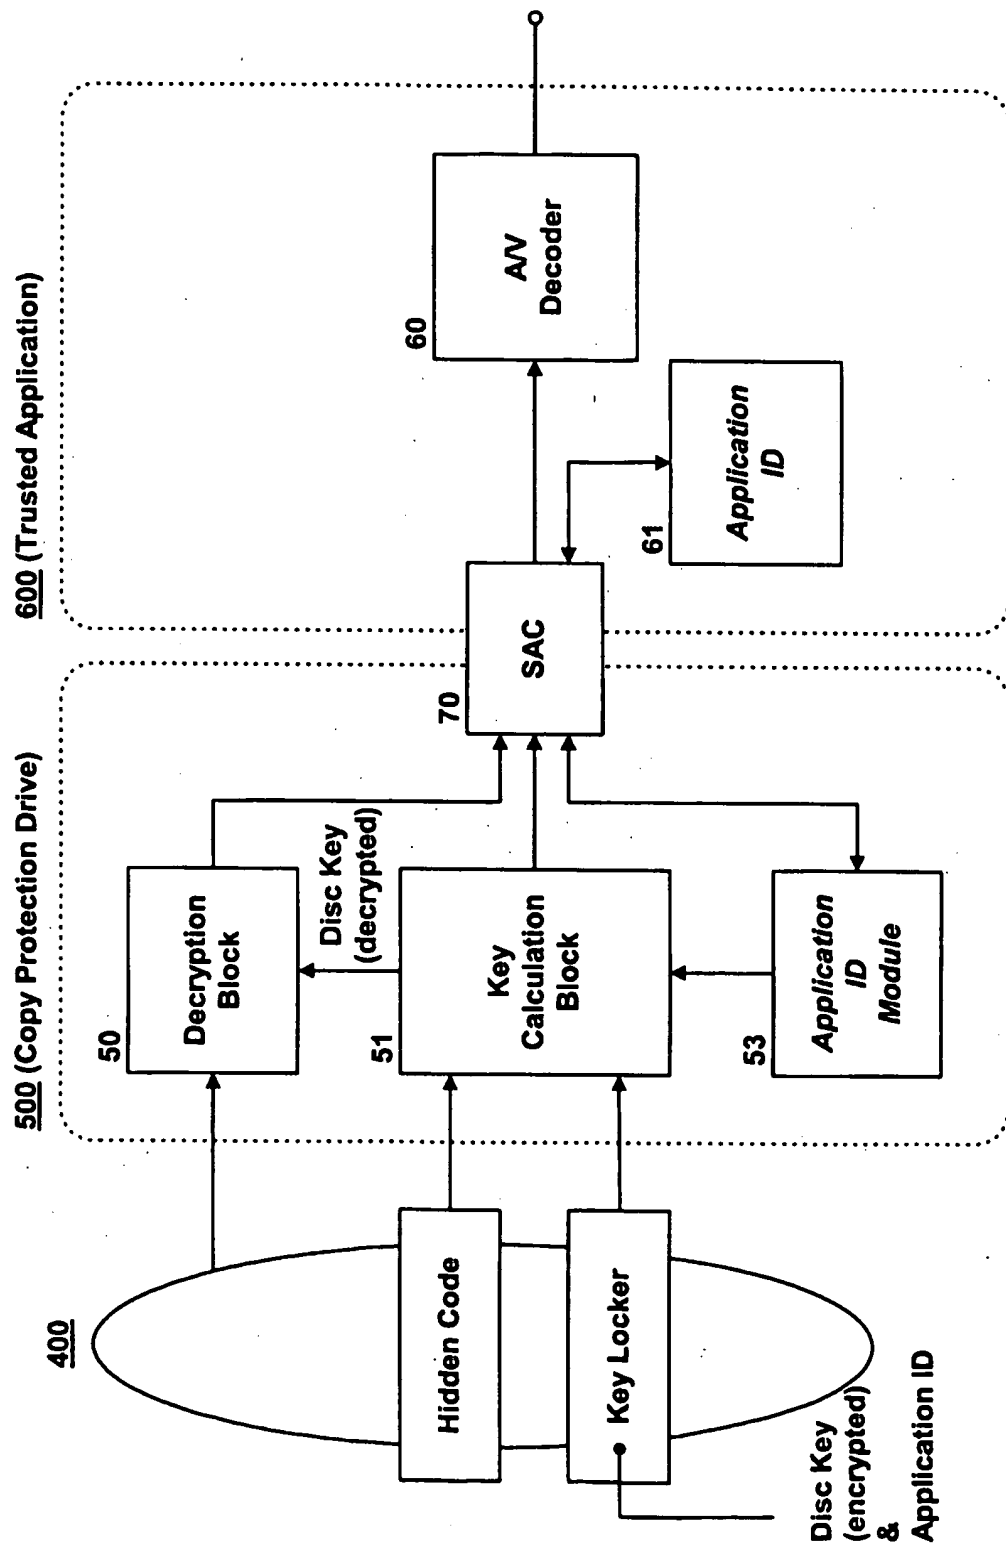 400
Hidden Code
Key Locker
Disc Key
(encrypted)
&
Application ID
500 (Copy Protection Drive)
50
Decryption
Block
Disc Key
(decrypted)
51
Key
Calculation
Block
53
Application
ID
Module
70
SAC
600 (Trusted Application)
60
A/V
Decoder
61
Application
ID